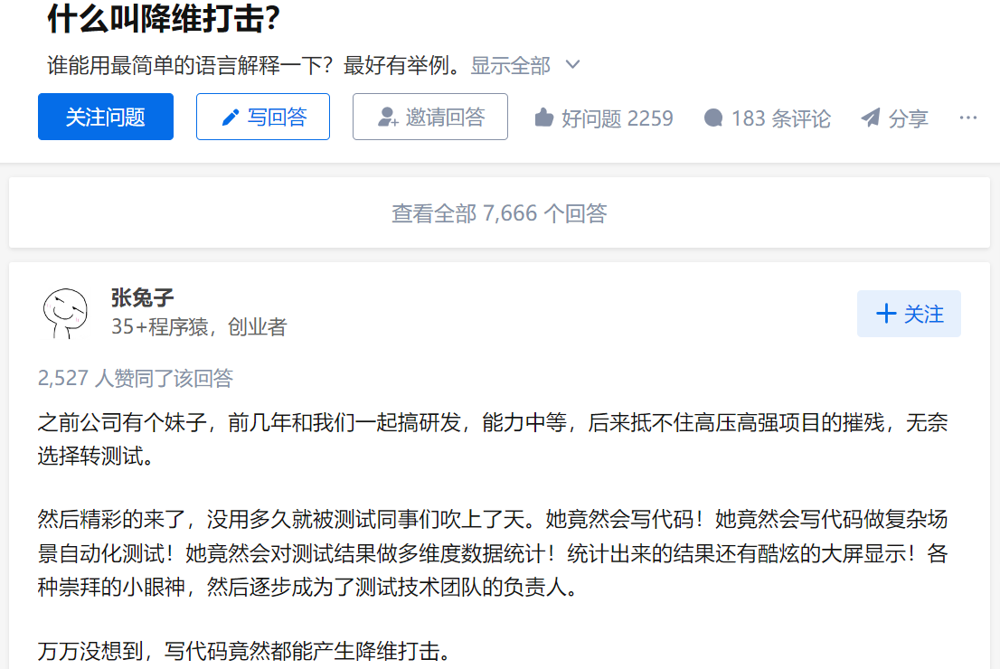 什么叫降维打击？
谁能用最简单的语言解释一下？最好有举例。显示全部
关注问题 写回答 邀请回答 好问题 2259 183 条评论 分享 ...
查看全部 7,666 个回答
张兔子
35+程序猿，创业者
+ 关注
2,527 人赞同了该回答
之前公司有个妹子，前几年和我们一起搞研发，能力中等，后来抵不住高压高强项目的摧残，无奈
选择转测试。
然后精彩的来了，没用多久就被测试同事们吹上了天。她竟然会写代码！她竟然会写代码做复杂场
景自动化测试！她竟然会对测试结果做多维度数据统计！统计出来的结果还有酷炫的大屏显示！各
种崇拜的小眼神，然后逐步成为了测试技术团队的负责人。
万万没想到，写代码竟然都能产生降维打击。